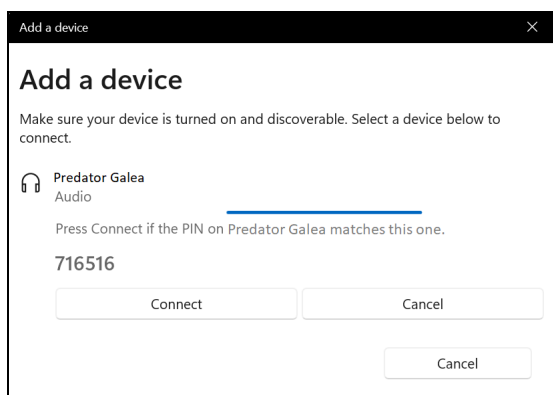 Add a device
Add a device
Make sure your device is turned on and discoverable. Select a device below to
connect.
Predator Galea
Audio
Press Connect if the PIN on Predator Galea matches this one.
716516
Connect Cancel
Cancel